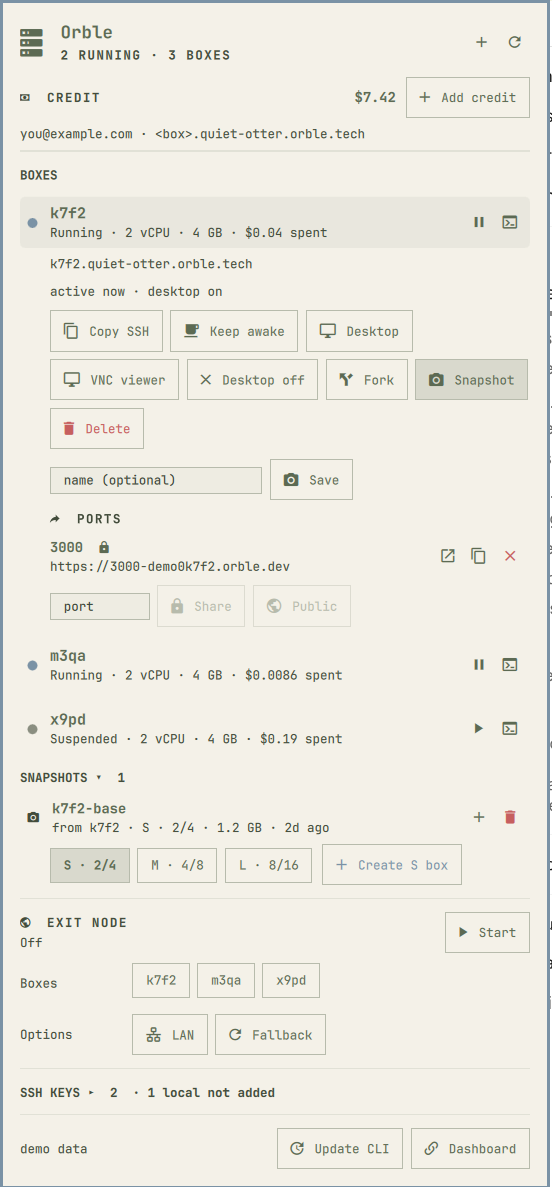 Orble
2 RUNNING · 3 BOXES
CREDIT
$7.42
Add credit
you@example.com · <box>.quiet-otter.orble.tech
BOXES
k7f2
Running · 2 vCPU · 4 GB · $0.04 spent
k7f2.quiet-otter.orble.tech
active now · desktop on
Copy SSH
Keep awake
Desktop
VNC viewer
Desktop off
Fork
Snapshot
Delete
name (optional)
Save
PORTS
3000
https://3000-demo0k7f2.orble.dev
port
Share
Public
m3qa
Running · 2 vCPU · 4 GB · $0.0086 spent
x9pd
Suspended · 2 vCPU · 4 GB · $0.19 spent
SNAPSHOTS ▾ 1
k7f2-base
from k7f2 · S · 2/4 · 1.2 GB · 2d ago
S · 2/4
M · 4/8
L · 8/16
Create S box
EXIT NODE
Off
Start
Boxes
k7f2
m3qa
x9pd
Options
LAN
Fallback
SSH KEYS ▸ 2 · 1 local not added
demo data
Update CLI
Dashboard